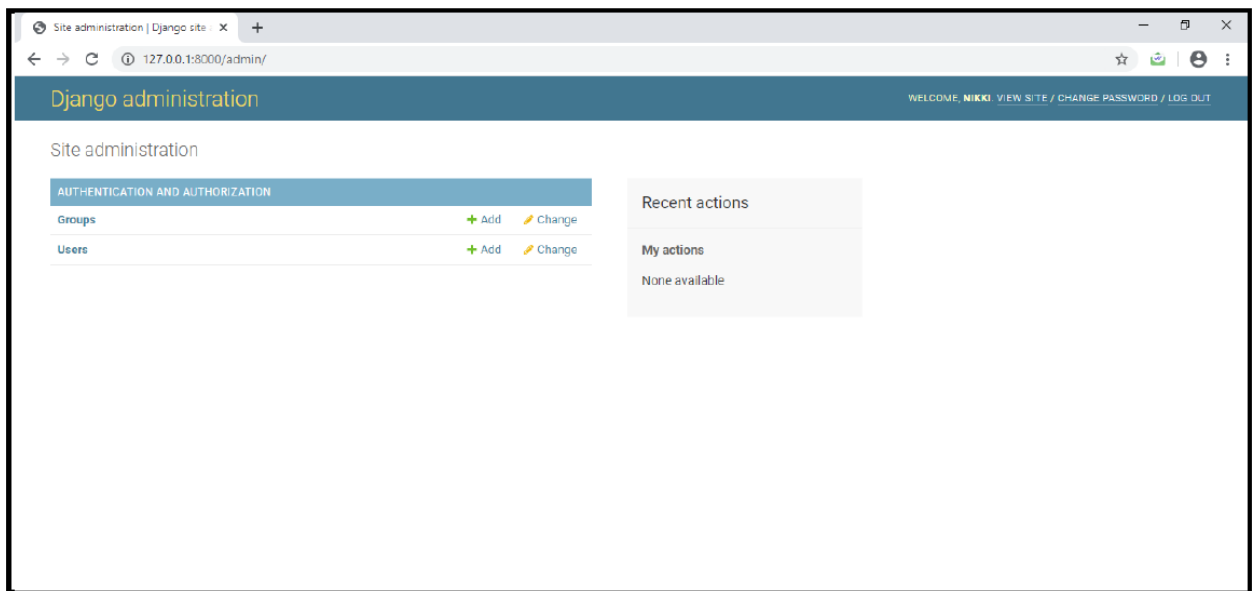 Site administration | Django site
127.0.0.1:8000/admin/
Django administration
WELCOME, NIKKI. VIEW SITE / CHANGE PASSWORD / LOG OUT
Site administration
AUTHENTICATION AND AUTHORIZATION
Groups + Add Change
Users + Add Change
Recent actions
My actions
None available